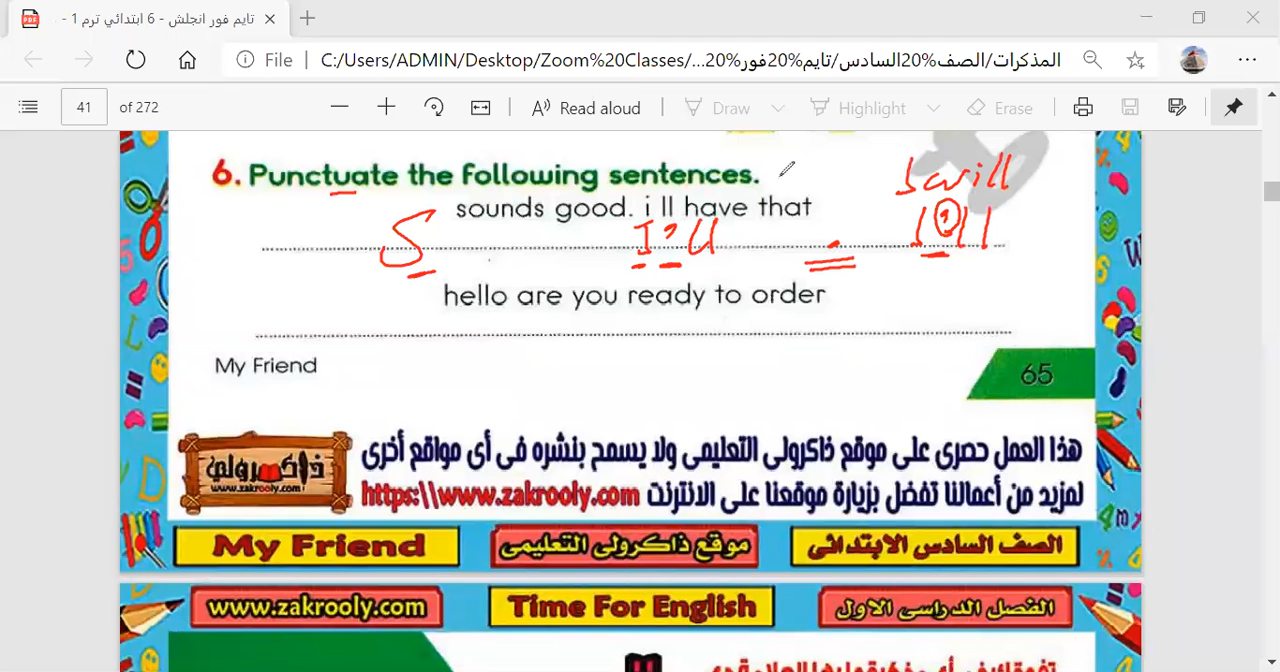 تايم فور انجلش - 6 ابتدائي ترم 1 -
File | C:/Users/ADMIN/Desktop/Zoom%20Classes/المذكرات/الصف%20السادس/تايم%20فور%20...
41 of 272 Read aloud Draw Highlight Erase
6. Punctuate the following sentences.
I will
sounds good. i ll have that
S I'll . I'll
hello are you ready to order
My Friend
65
هذا العمل حصرى على موقع ذاكرولى التعليمى ولا يسمح بنشره فى أى مواقع أخرى
ذاكرولي
www.zakrooly.com
لمزيد من أعمالنا تفضل بزيارة موقعنا على الانترنت https:\\www.zakrooly.com
My Friend موقع ذاكرولى التعليمى الصف السادس الابتدائى
www.zakrooly.com Time For English الفصل الدراسى الاول